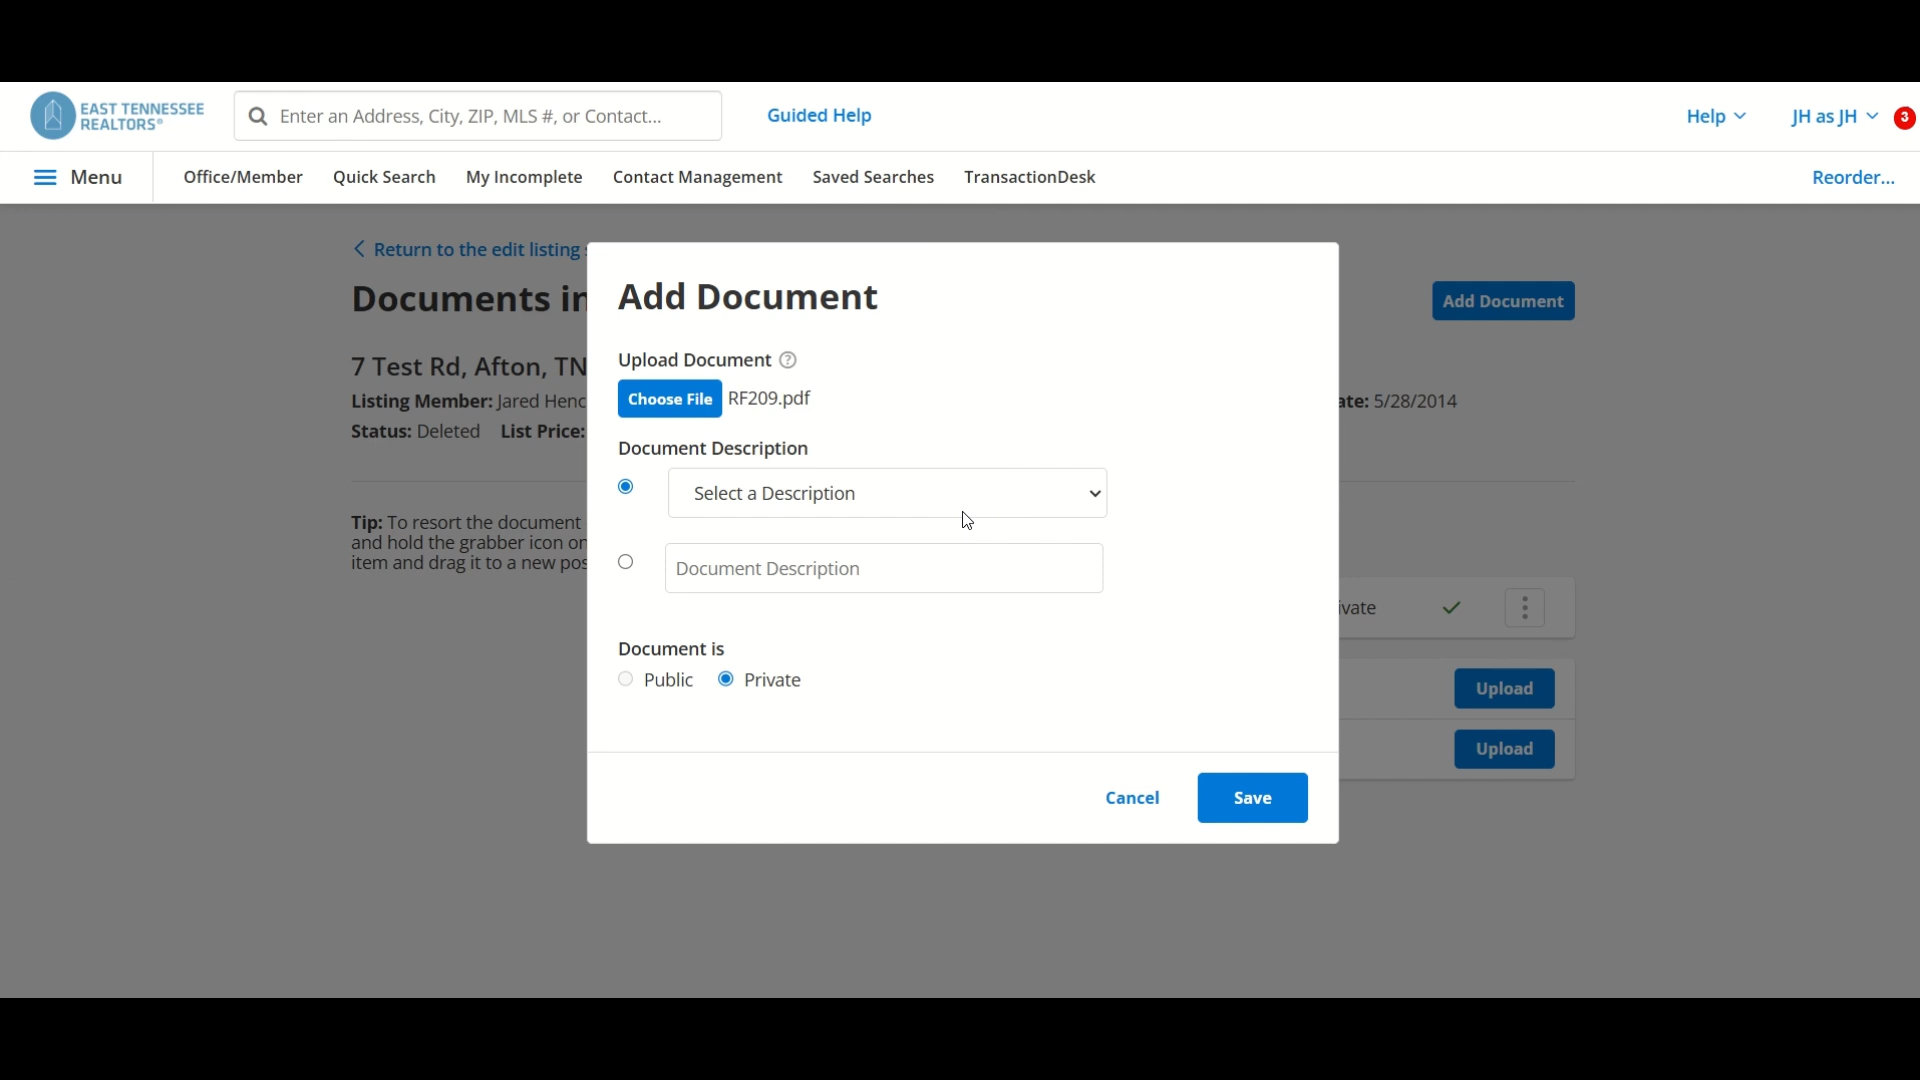 EAST TENNESSEE
REALTORS®
Enter an Address, City, ZIP, MLS #, or Contact...
Guided Help
Help
JH as JH
3
Menu
Office/Member
Quick Search
My Incomplete
Contact Management
Saved Searches
TransactionDesk
Reorder...
Return to the edit listing
Documents in
Add Document
7 Test Rd, Afton, TN
Listing Member: Jared Henc
ate: 5/28/2014
Status: Deleted List Price:
Tip: To resort the document
and hold the grabber icon on
item and drag it to a new pos
Add Document
Upload Document ?
Choose File RF209.pdf
Document Description
Select a Description
Document Description
Document is
Public Private
Cancel
Save
ivate
Upload
Upload